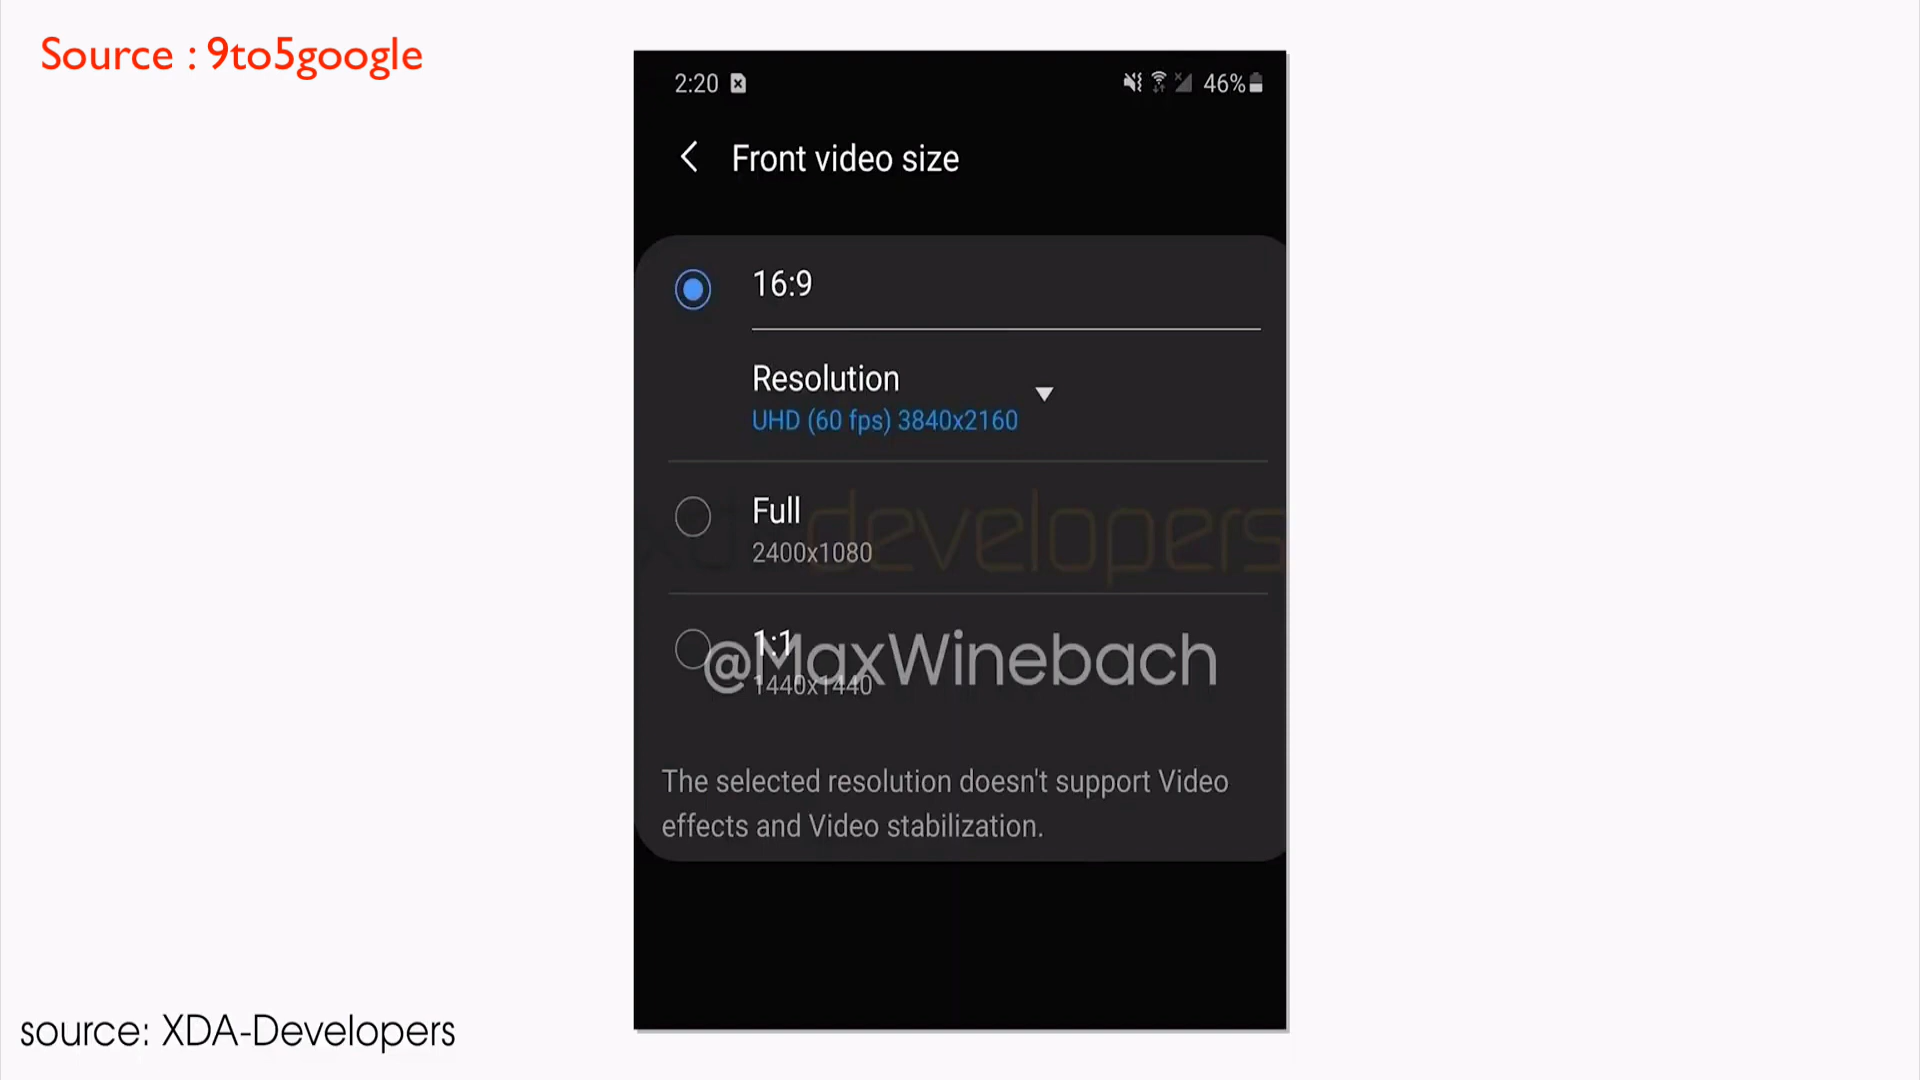 Source : 9to5google
2:20
46%
Front video size
16:9
Resolution
UHD (60 fps) 3840x2160
Full
2400x1080
developers
1:1
@MaxWinebach
1440x1440
The selected resolution doesn't support Video
effects and Video stabilization.
source: XDA-Developers